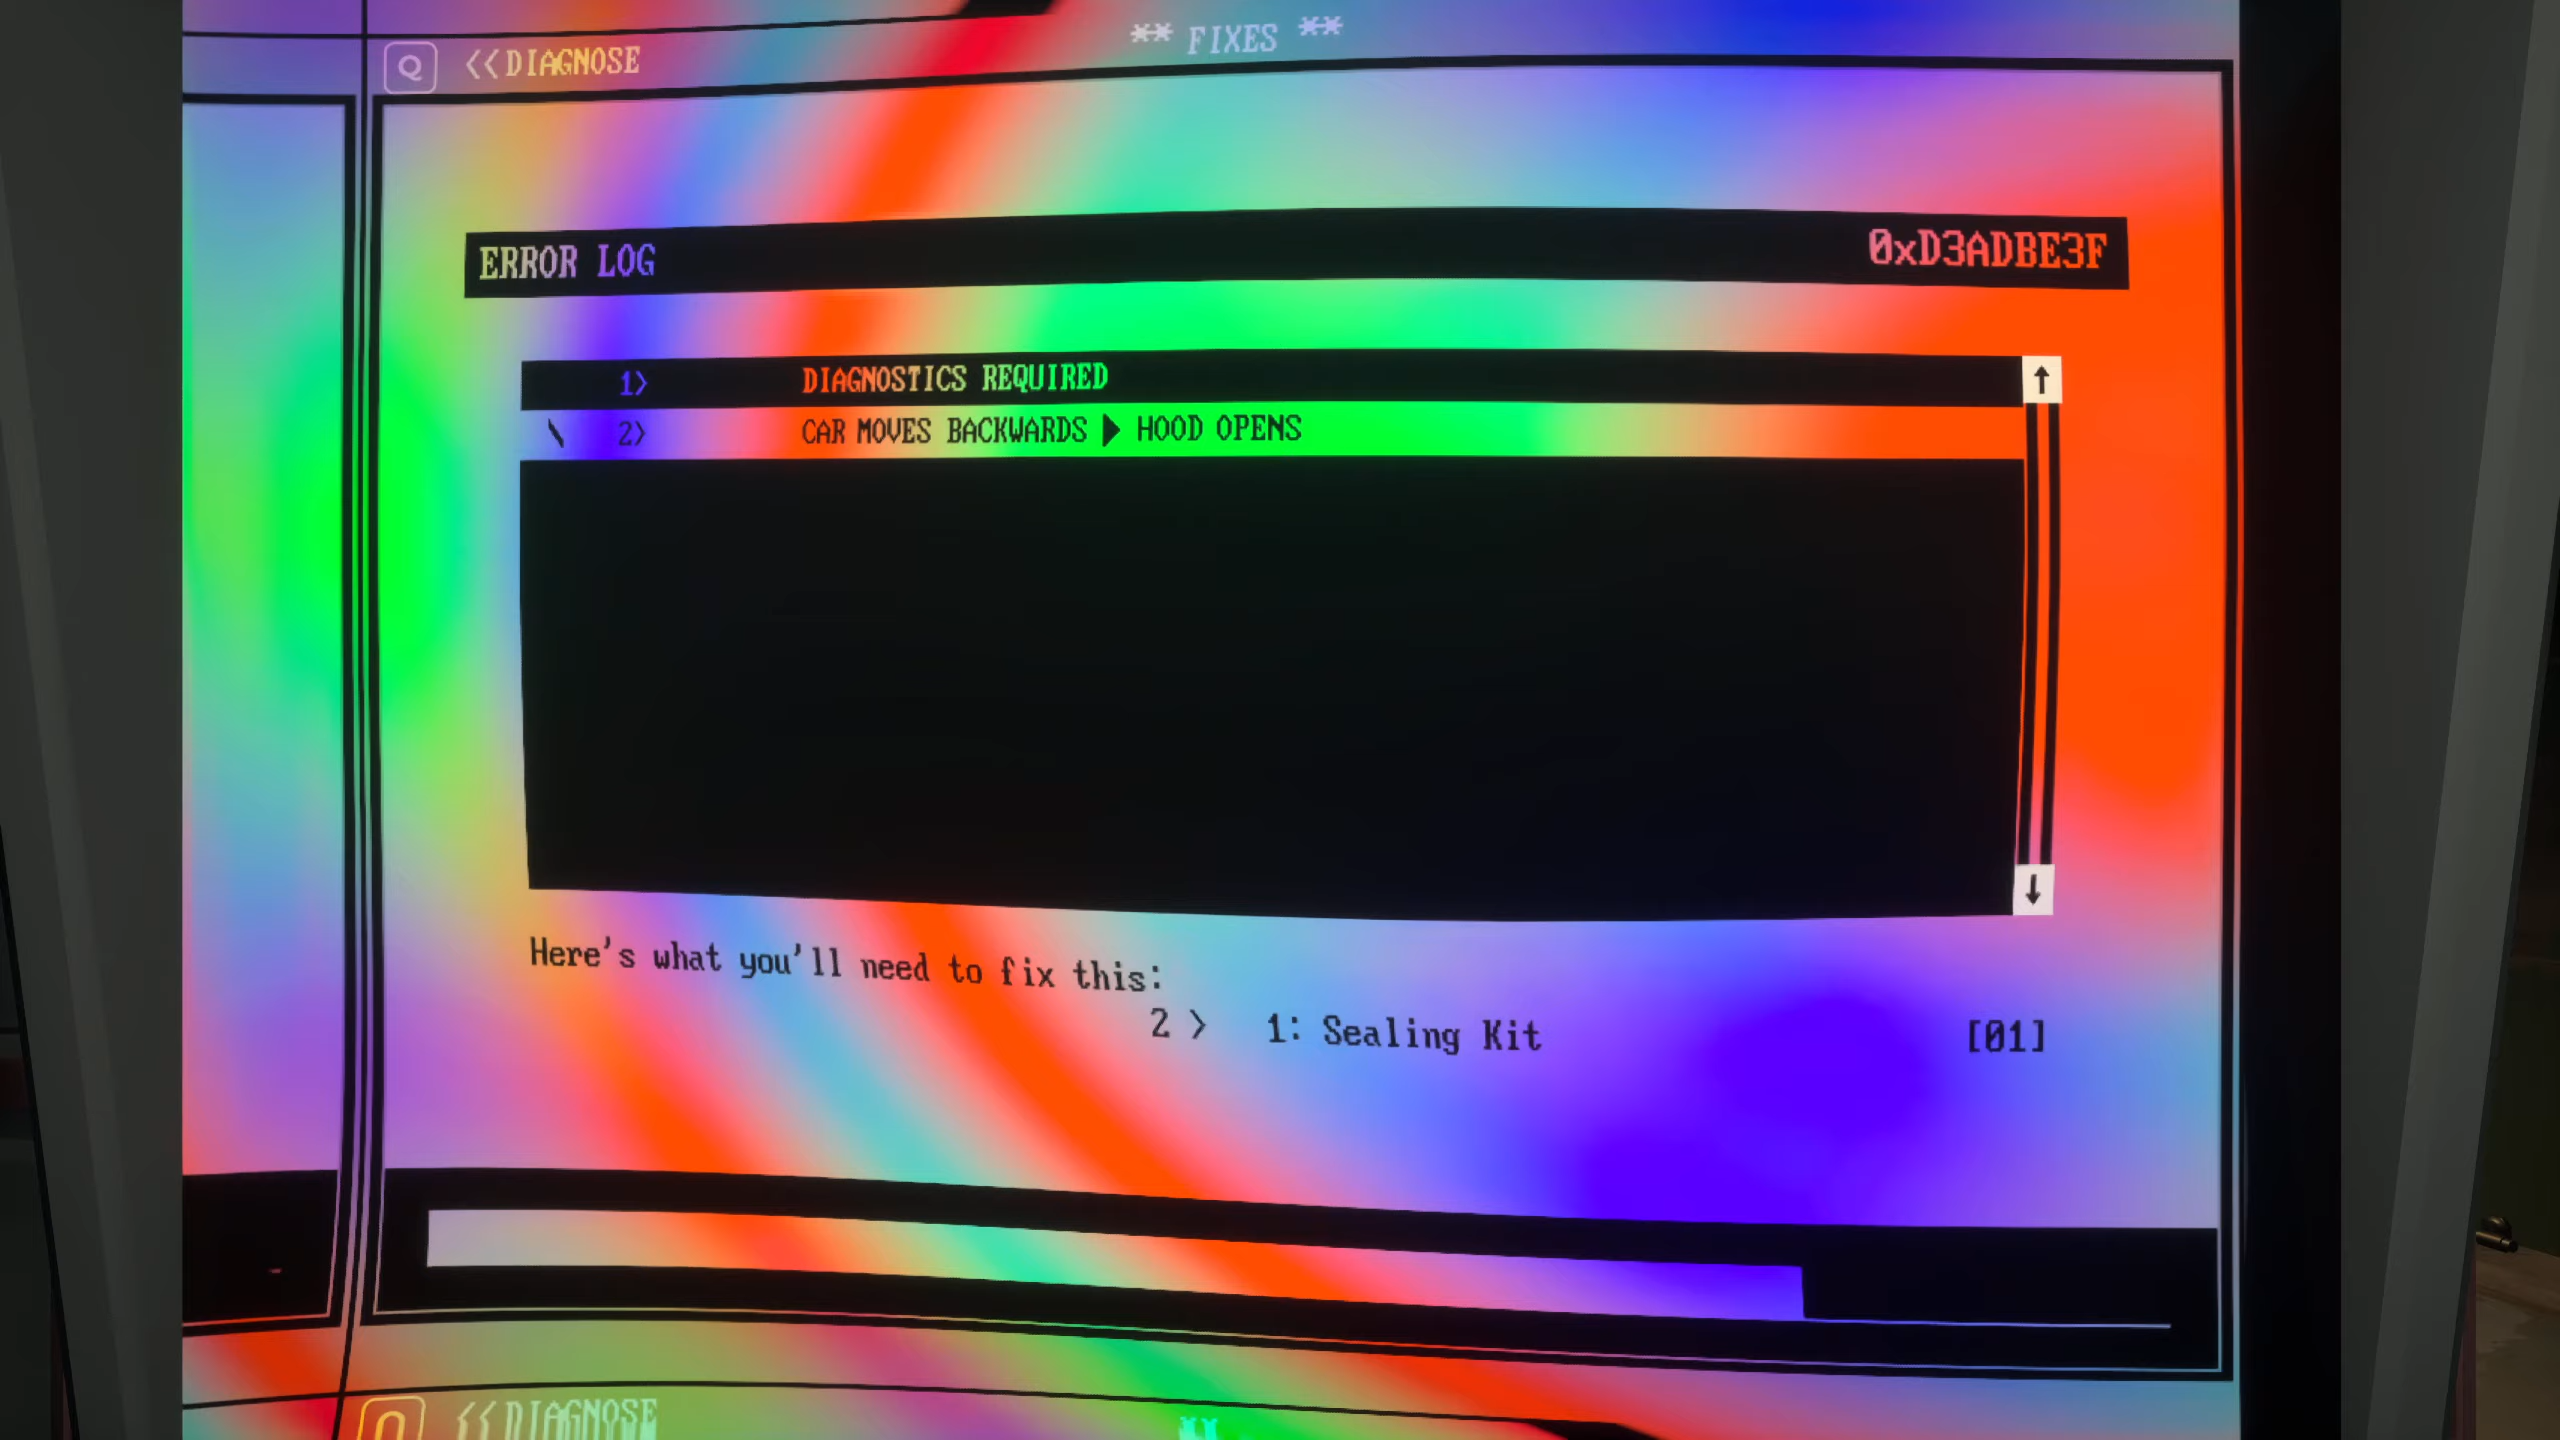 Q <<DIAGNOSE ** FIXES **
ERROR LOG 0xD3ADBE3F
1> DIAGNOSTICS REQUIRED
\ 2> CAR MOVES BACKWARDS ▶ HOOD OPENS
Here's what you'll need to fix this:
2 > 1: Sealing Kit [01]
<<DIAGNOSE